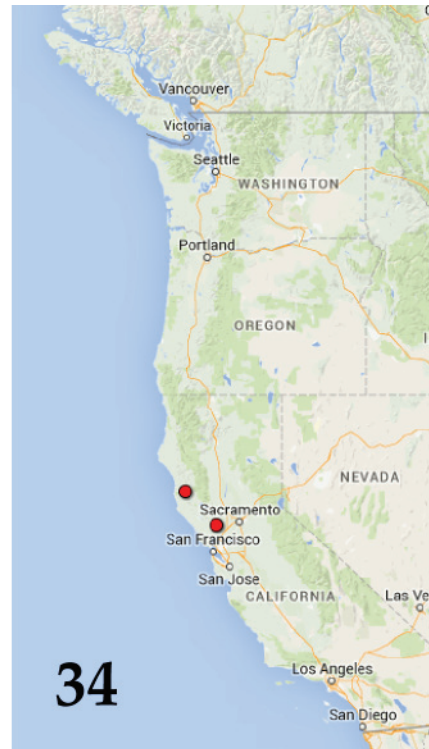 Vancouver
Victoria
Seattle
WASHINGTON
Portland
OREGON
NEVADA
Sacramento
San Francisco
San Jose
CALIFORNIA
Las Ve
Los Angeles
34
San Diego